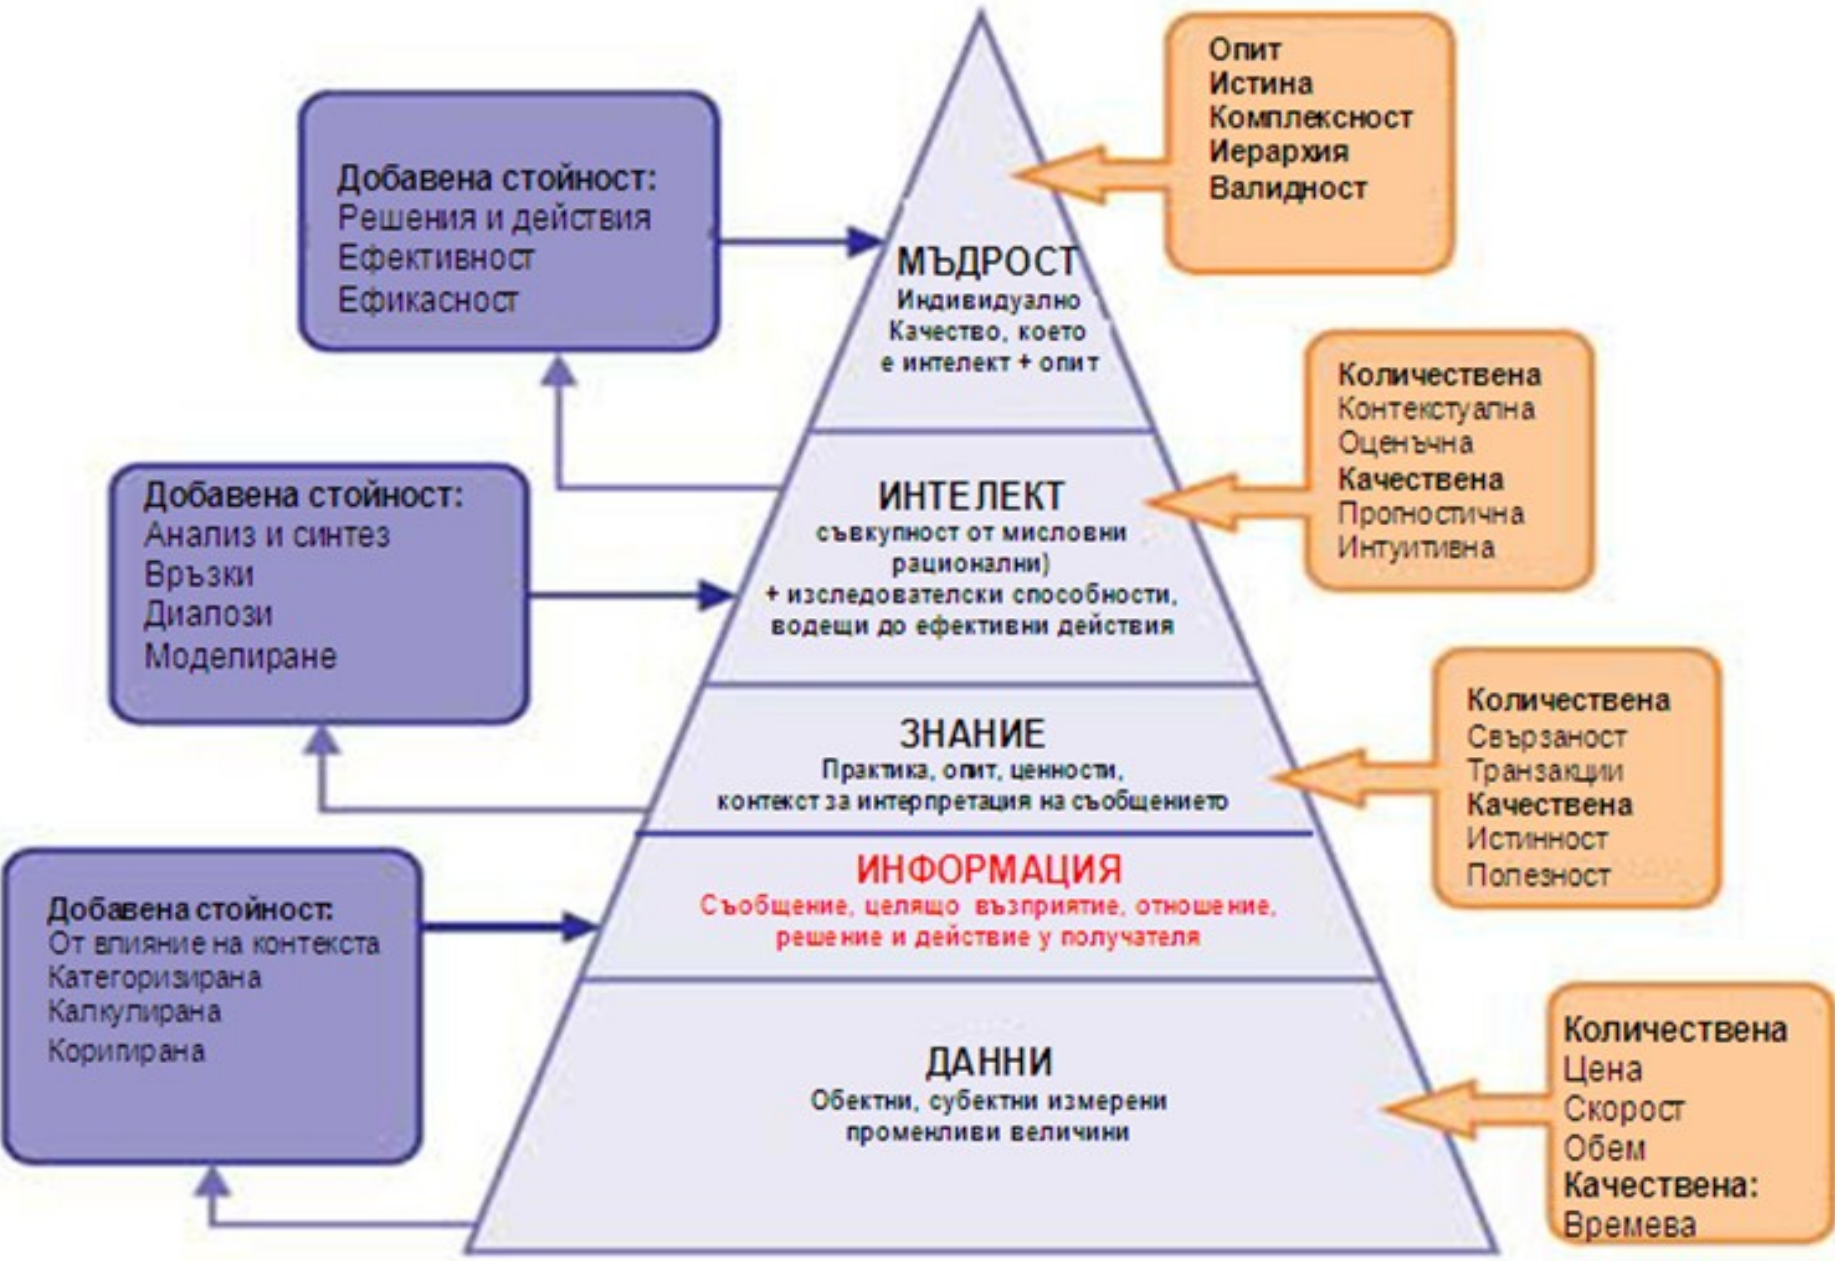 Опит
Истина
Комплексност
Йерархия
Валидност
Добавена стойност:
Решения и действия
Ефективност
Ефикасност
МЪДРОСТ
Индивидуално
Качество, което
е интелект + опит
Количествена
Контекстуална
Оценъчна
Качествена
Прогностична
Интуитивна
Добавена стойност:
Анализ и синтез
Връзки
Диалози
Моделиране
ИНТЕЛЕКТ
съвкупност от мисловни
рационални)
+ изследователски способности,
водещи до ефективни действия
Количествена
Свързаност
Транзакции
Качествена
Истинност
Полезност
ЗНАНИЕ
Практика, опит, ценности,
контекст за интерпретация на съобщението
ИНФОРМАЦИЯ
Съобщение, целящо възприятие, отношение,
решение и действие у получателя
Добавена стойност:
От влияние на контекста
Категоризирана
Калкулирана
Коригирана
ДАННИ
Обектни, субектни измерени
променливи величини
Количествена
Цена
Скорост
Обем
Качествена:
Времева